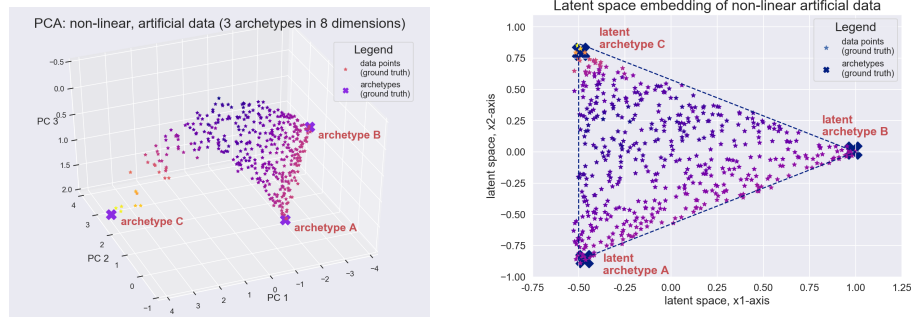 PCA: non-linear, artificial data (3 archetypes in 8 dimensions)
Legend
data points
(ground truth)
archetypes
(ground truth)
−0.5
0.0
0.5
1.0
1.5
2.0
PC 3
4
3
2
1
0
−1
PC 2
4
3
2
1
0
−1
−2
−3
−4
PC 1
archetype B
archetype C
archetype A
Latent space embedding of non-linear artificial data
Legend
data points
(ground truth)
archetypes
(ground truth)
latent
archetype C
latent
archetype B
latent
archetype A
1.00
0.75
0.50
0.25
0.00
−0.25
−0.50
−0.75
−1.00
latent space, x2-axis
−0.75
−0.50
−0.25
0.00
0.25
0.50
0.75
1.00
1.25
latent space, x1-axis